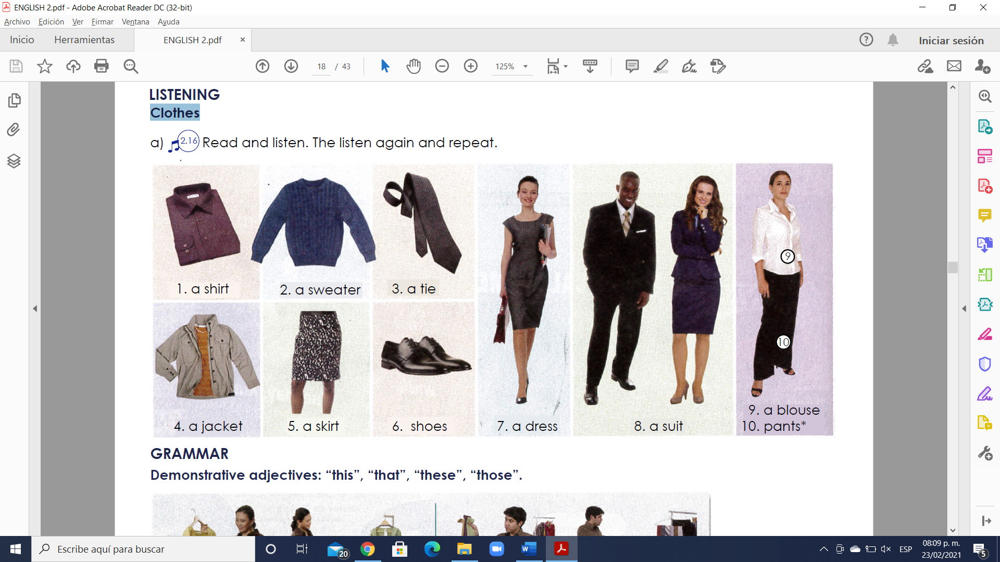 ENGLISH 2.pdf - Adobe Acrobat Reader DC (32-bit)
Archivo Edición Ver Firmar Ventana Ayuda
Inicio Herramientas ENGLISH 2.pdf × Iniciar sesión
18 / 43 125%
LISTENING
Clothes
a) 2.16 Read and listen. The listen again and repeat.
9
10
1. a shirt 2. a sweater 3. a tie
4. a jacket 5. a skirt 6. shoes 7. a dress 8. a suit 9. a blouse
10. pants*
GRAMMAR
Demonstrative adjectives: “this”, “that”, “these”, “those”.
Escribe aquí para buscar 20 ESP 08:09 p. m.
23/02/2021 5